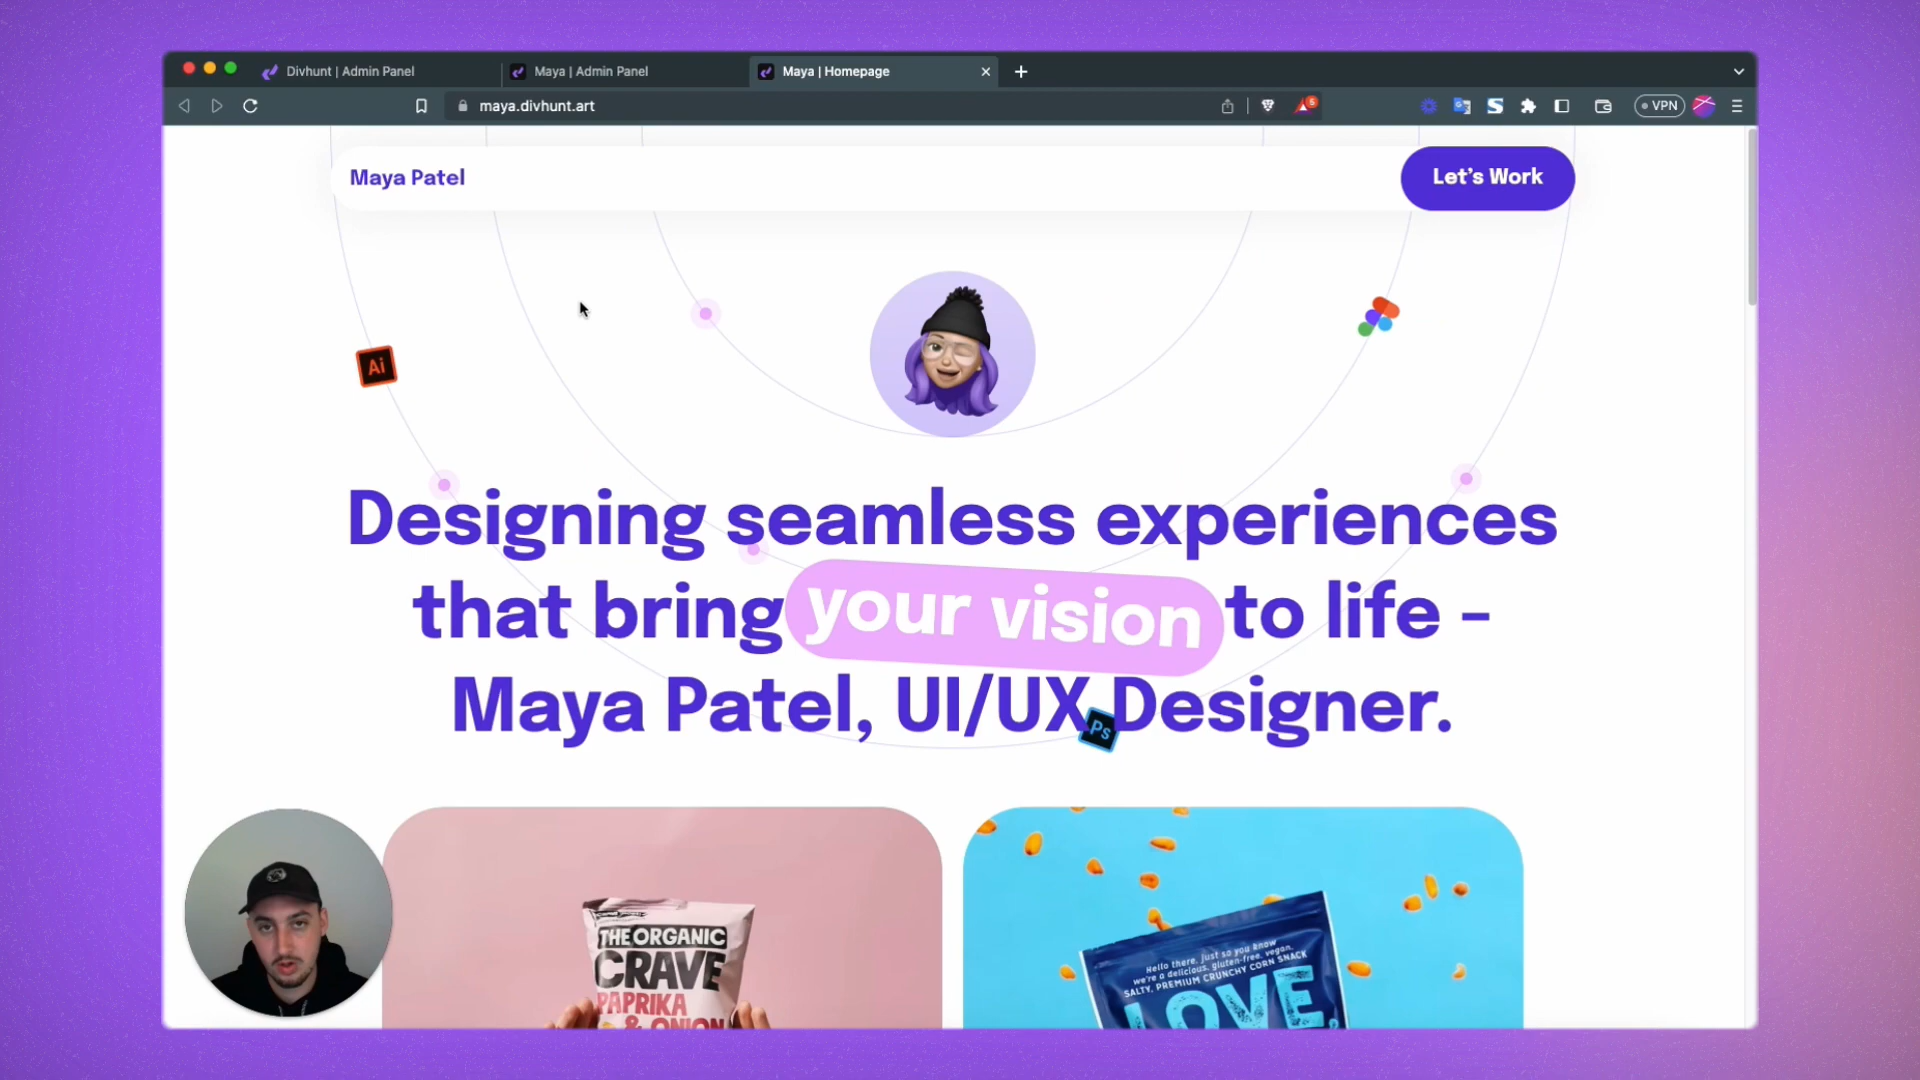 Divhunt | Admin Panel
Maya | Admin Panel
Maya | Homepage
maya.divhunt.art
6
VPN
Maya Patel
Let's Work
Ai
Designing seamless experiences
that bring your vision to life –
Maya Patel, UI/UX Designer.
Ps
THE ORGANIC
CRAVE
PAPRIKA
& ONION
Hello there, Just so you know
we're a delicious, gluten-free, vegan,
SALTY, PREMIUM CRUNCHY CORN SNACK
LOVE,